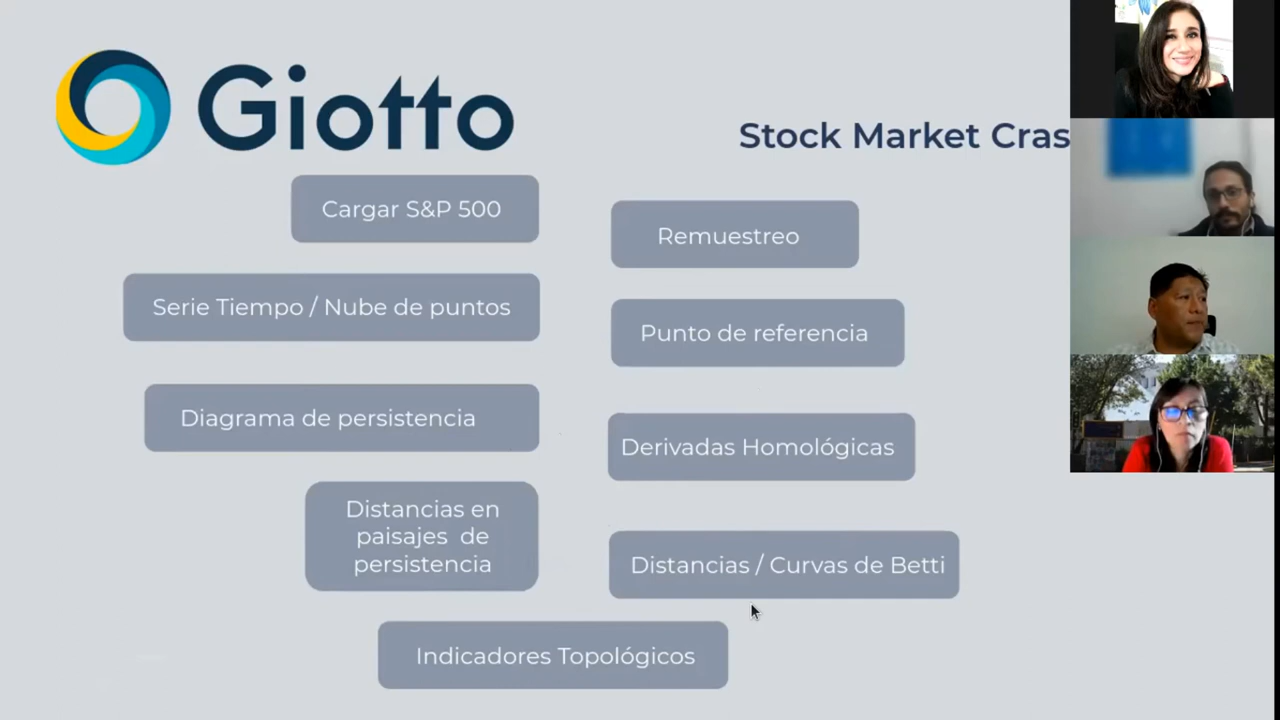 Giotto
Stock Market Cras
Cargar S&P 500
Remuestreo
Serie Tiempo / Nube de puntos
Punto de referencia
Diagrama de persistencia
Derivadas Homológicas
Distancias en
paisajes de
persistencia
Distancias / Curvas de Betti
Indicadores Topológicos